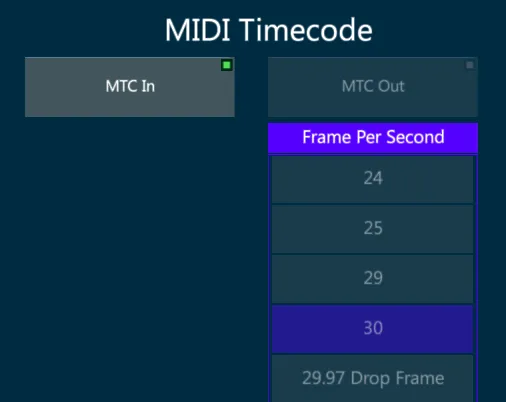 MIDI Timecode
MTC In
MTC Out
Frame Per Second
24
25
29
30
29.97 Drop Frame